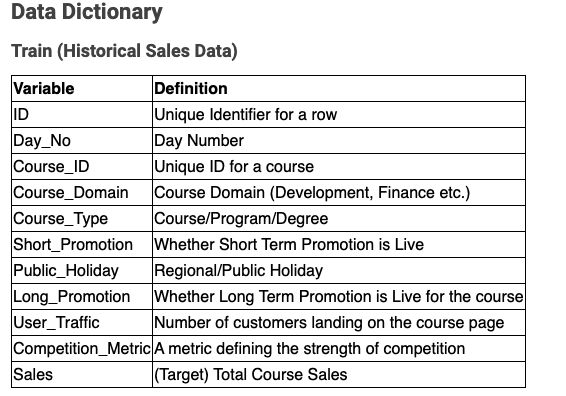 Data Dictionary
Train (Historical Sales Data)
Variable Definition
ID Unique Identifier for a row
Day_No Day Number
Course_ID Unique ID for a course
Course_Domain Course Domain (Development, Finance etc.)
Course_Type Course/Program/Degree
Short_Promotion Whether Short Term Promotion is Live
Public_Holiday Regional/Public Holiday
Long_Promotion Whether Long Term Promotion is Live for the course
User_Traffic Number of customers landing on the course page
Competition_Metric A metric defining the strength of competition
Sales (Target) Total Course Sales